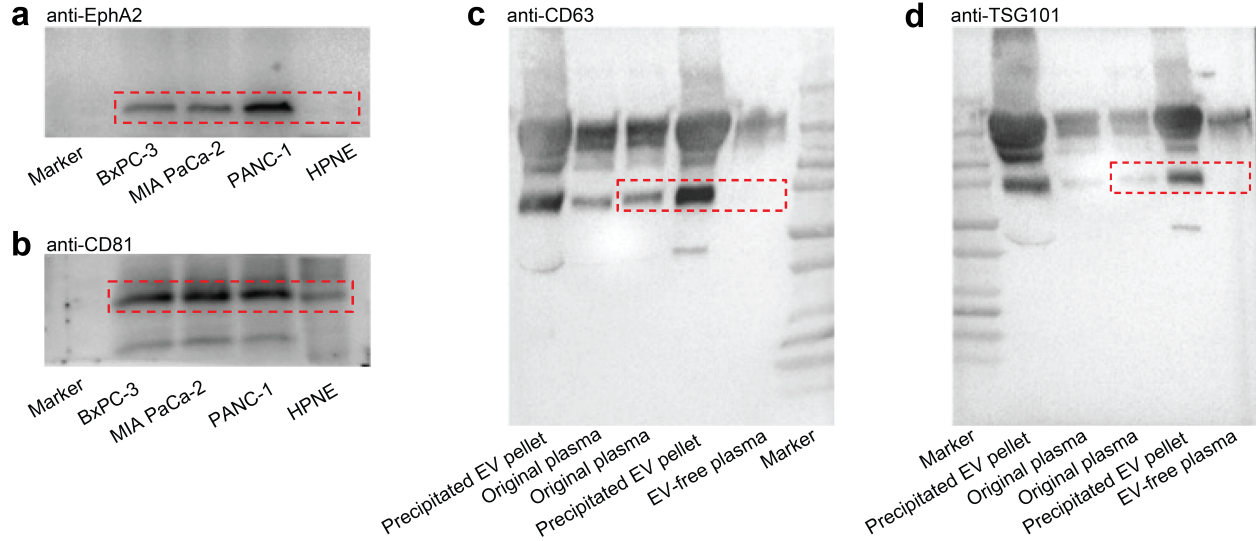 a anti-EphA2
Marker
BxPC-3
MIA PaCa-2
PANC-1
HPNE
b anti-CD81
Marker
BxPC-3
MIA PaCa-2
PANC-1
HPNE
c anti-CD63
Precipitated EV pellet
Original plasma
Original plasma
Precipitated EV pellet
EV-free plasma
Marker
d anti-TSG101
Marker
Precipitated EV pellet
Original plasma
Original plasma
Precipitated EV pellet
EV-free plasma